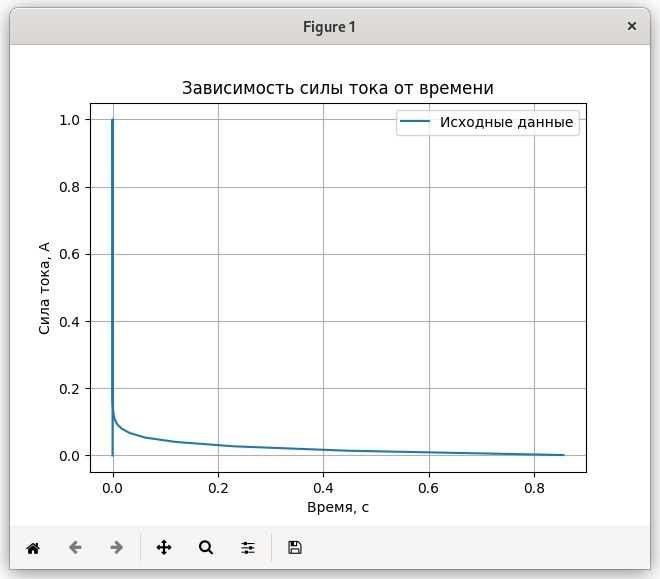 Figure 1
Зависимость силы тока от времени
1.0
Исходные данные
0.8
0.6
Сила тока, А
0.4
0.2
0.0
0.0 0.2 0.4 0.6 0.8
Время, с